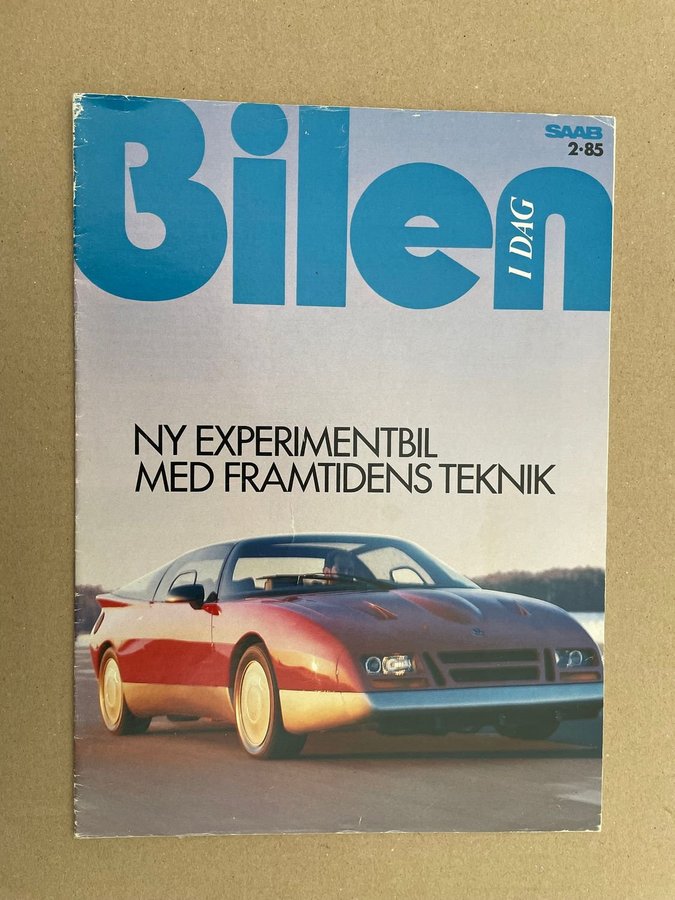 Bilen
I DAG
SAAB
2·85
NY EXPERIMENTBIL
MED FRAMTIDENS TEKNIK